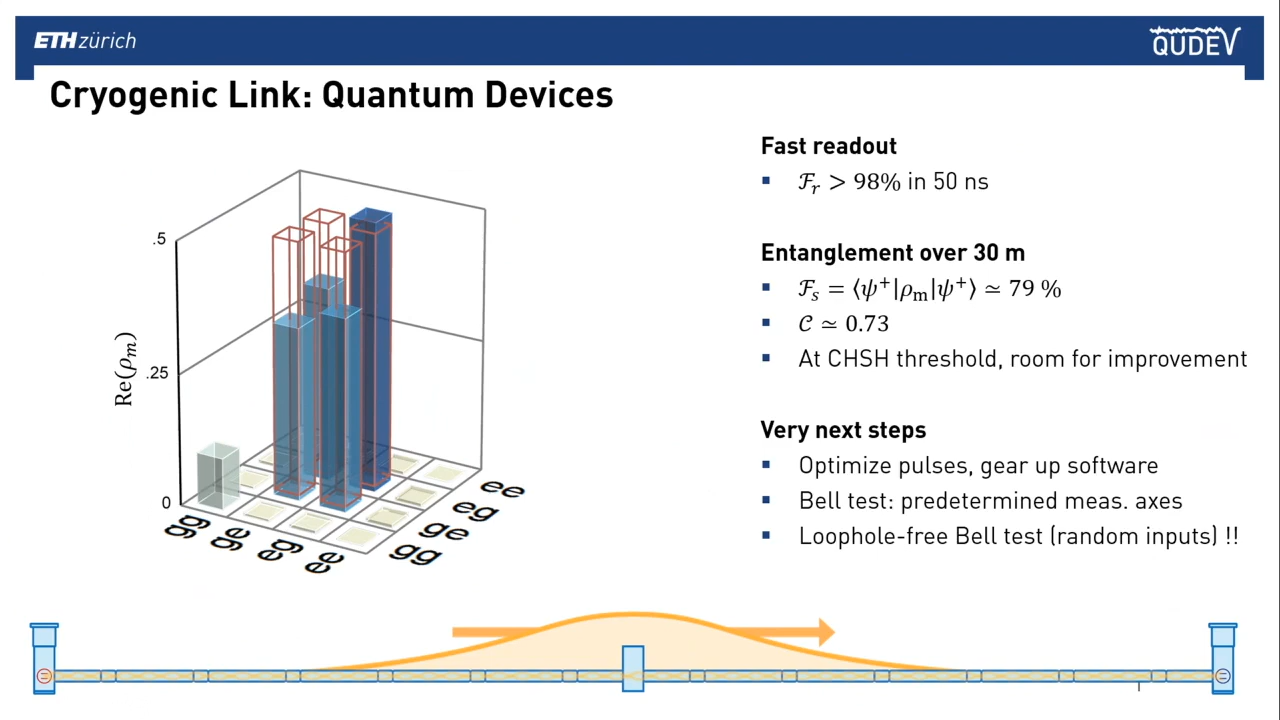 ETH zürich
QUDEV
Cryogenic Link: Quantum Devices
Fast readout
▪ ℱᵣ > 98% in 50 ns
Entanglement over 30 m
▪ ℱₛ = ⟨ψ⁺|ρₘ|ψ⁺⟩ ≃ 79 %
▪ 𝒞 ≃ 0.73
▪ At CHSH threshold, room for improvement
Very next steps
▪ Optimize pulses, gear up software
▪ Bell test: predetermined meas. axes
▪ Loophole-free Bell test (random inputs) !!
.5
.25
0
Re(ρₘ)
gg
ge
eg
ee
gg
ge
eg
ee